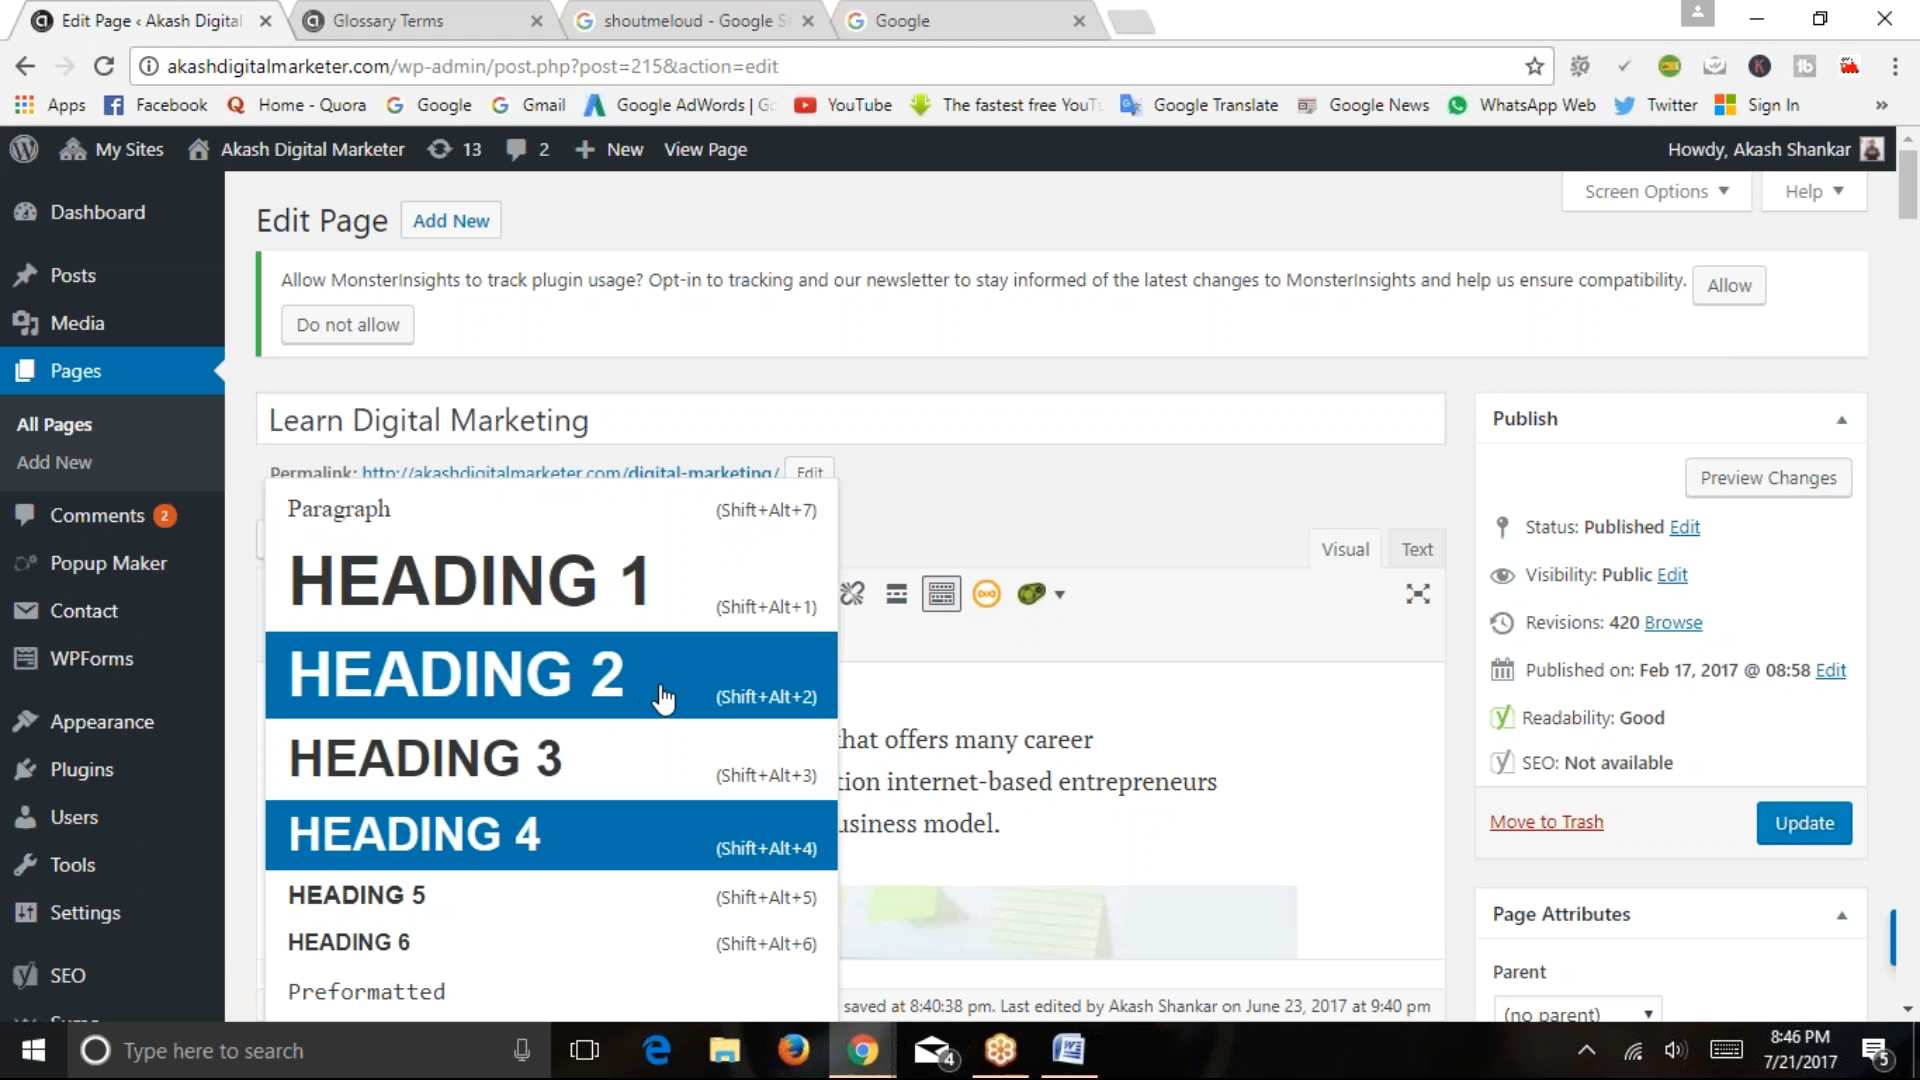 Edit Page ‹ Akash Digital
Glossary Terms
shoutmeloud - Google S
Google
akashdigitalmarketer.com/wp-admin/post.php?post=215&action=edit
Apps
Facebook
Home - Quora
Google
Gmail
Google AdWords | Go
YouTube
The fastest free YouT
Google Translate
Google News
WhatsApp Web
Twitter
Sign In
»
My Sites
Akash Digital Marketer
13
2
+ New
View Page
Howdy, Akash Shankar
Screen Options
Help
Edit Page
Add New
Allow MonsterInsights to track plugin usage? Opt-in to tracking and our newsletter to stay informed of the latest changes to MonsterInsights and help us ensure compatibility.
Allow
Do not allow
Dashboard
Posts
Media
Pages
All Pages
Add New
Comments 2
Popup Maker
Contact
WPForms
Appearance
Plugins
Users
Tools
Settings
SEO
Learn Digital Marketing
Permalink: http://akashdigitalmarketer.com/digital-marketing/ Edit
Paragraph (Shift+Alt+7)
HEADING 1 (Shift+Alt+1)
HEADING 2 (Shift+Alt+2)
HEADING 3 (Shift+Alt+3)
HEADING 4 (Shift+Alt+4)
HEADING 5 (Shift+Alt+5)
HEADING 6 (Shift+Alt+6)
Preformatted
Visual
Text
that offers many career
tion internet-based entrepreneurs
usiness model.
saved at 8:40:38 pm. Last edited by Akash Shankar on June 23, 2017 at 9:40 pm
Publish
Preview Changes
Status: Published Edit
Visibility: Public Edit
Revisions: 420 Browse
Published on: Feb 17, 2017 @ 08:58 Edit
Readability: Good
SEO: Not available
Move to Trash
Update
Page Attributes
Parent
(no parent)
Type here to search
4
8:46 PM
7/21/2017
5